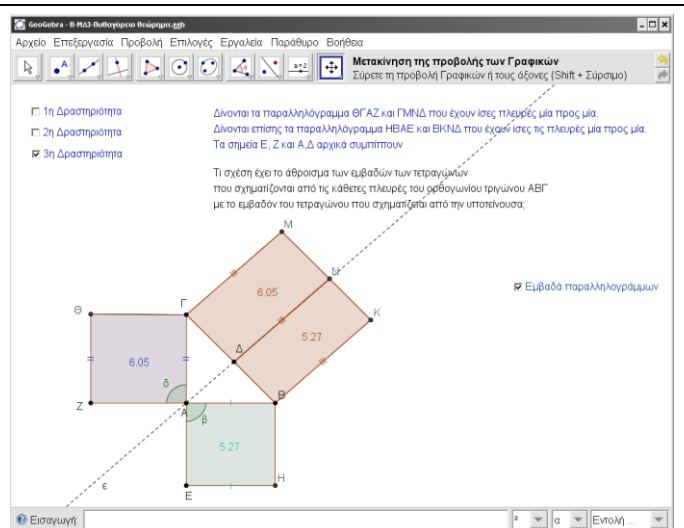 GeoGebra - Β-ΜΔ3-Πυθαγόρειο Θεώρημα.ggb
Αρχείο Επεξεργασία Προβολή Επιλογές Εργαλεία Παράθυρο Βοήθεια
a=2
Μετακίνηση της προβολής των Γραφικών
Σύρετε τη προβολή Γραφικών ή τους άξονες (Shift + Σύρσιμο)
1η Δραστηριότητα
2η Δραστηριότητα
3η Δραστηριότητα
Δίνονται τα παραλληλόγραμμα ΘΓΑΖ και ΓΜΝΔ που έχουν ίσες πλευρές μία προς μία.
Δίνονται επίσης τα παραλληλόγραμμα ΗΒΑΕ και ΒΚΝΔ που έχουν ίσες τις πλευρές μία προς μία.
Τα σημεία Ε, Ζ και Α,Δ αρχικά συμπίπτουν
Τι σχέση έχει το άθροισμα των εμβαδών των τετραγώνων
που σχηματίζονται από τις κάθετες πλευρές του ορθογωνίου τριγώνου ΑΒΓ
με το εμβαδόν του τετραγώνου που σχηματίζεται από την υποτείνουσα;
Μ
Ν
Εμβαδά παραλληλογράμμων
6.05
Θ
Γ
Κ
5.27
Δ
6.05
δ
Ζ
Α
Β
β
5.27
ε
Ε
Η
Εισαγωγή:
²
α
Εντολή ...